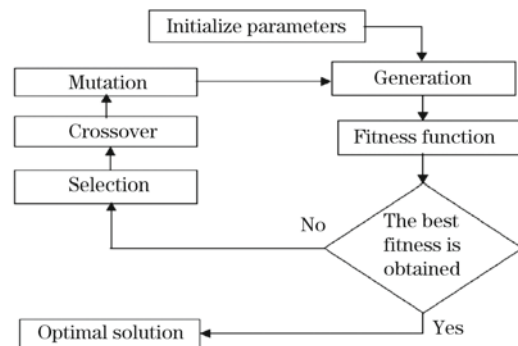 Initialize parameters
Mutation
Generation
Crossover
Fitness function
Selection
No
The best
fitness is
obtained
Yes
Optimal solution